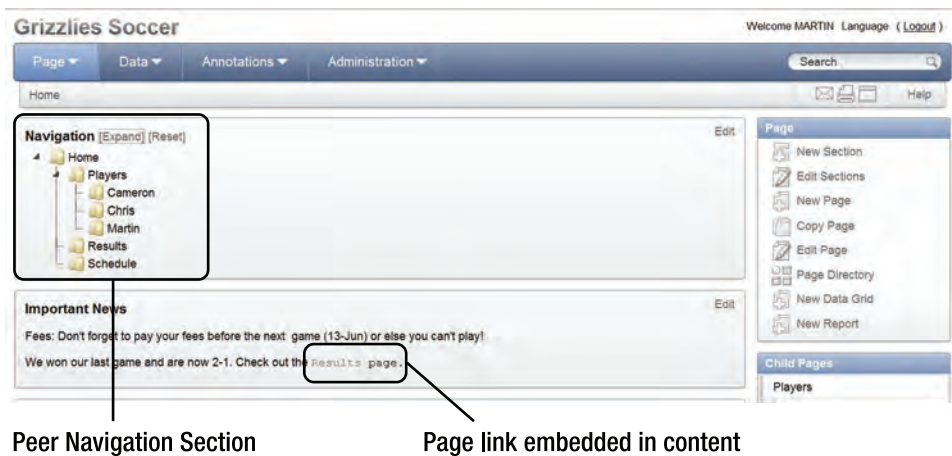 Grizzlies Soccer
Welcome MARTIN Language ( Logout )
Page Data Annotations Administration
Search
Home
Help
Navigation [Expand] [Reset]
Edit
Home
Players
Cameron
Chris
Martin
Results
Schedule
Page
New Section
Edit Sections
New Page
Copy Page
Edit Page
Page Directory
New Data Grid
New Report
Important News
Edit
Fees: Don't forget to pay your fees before the next game (13-Jun) or else you can't play!
We won our last game and are now 2-1. Check out the Results page.
Child Pages
Players
Peer Navigation Section
Page link embedded in content